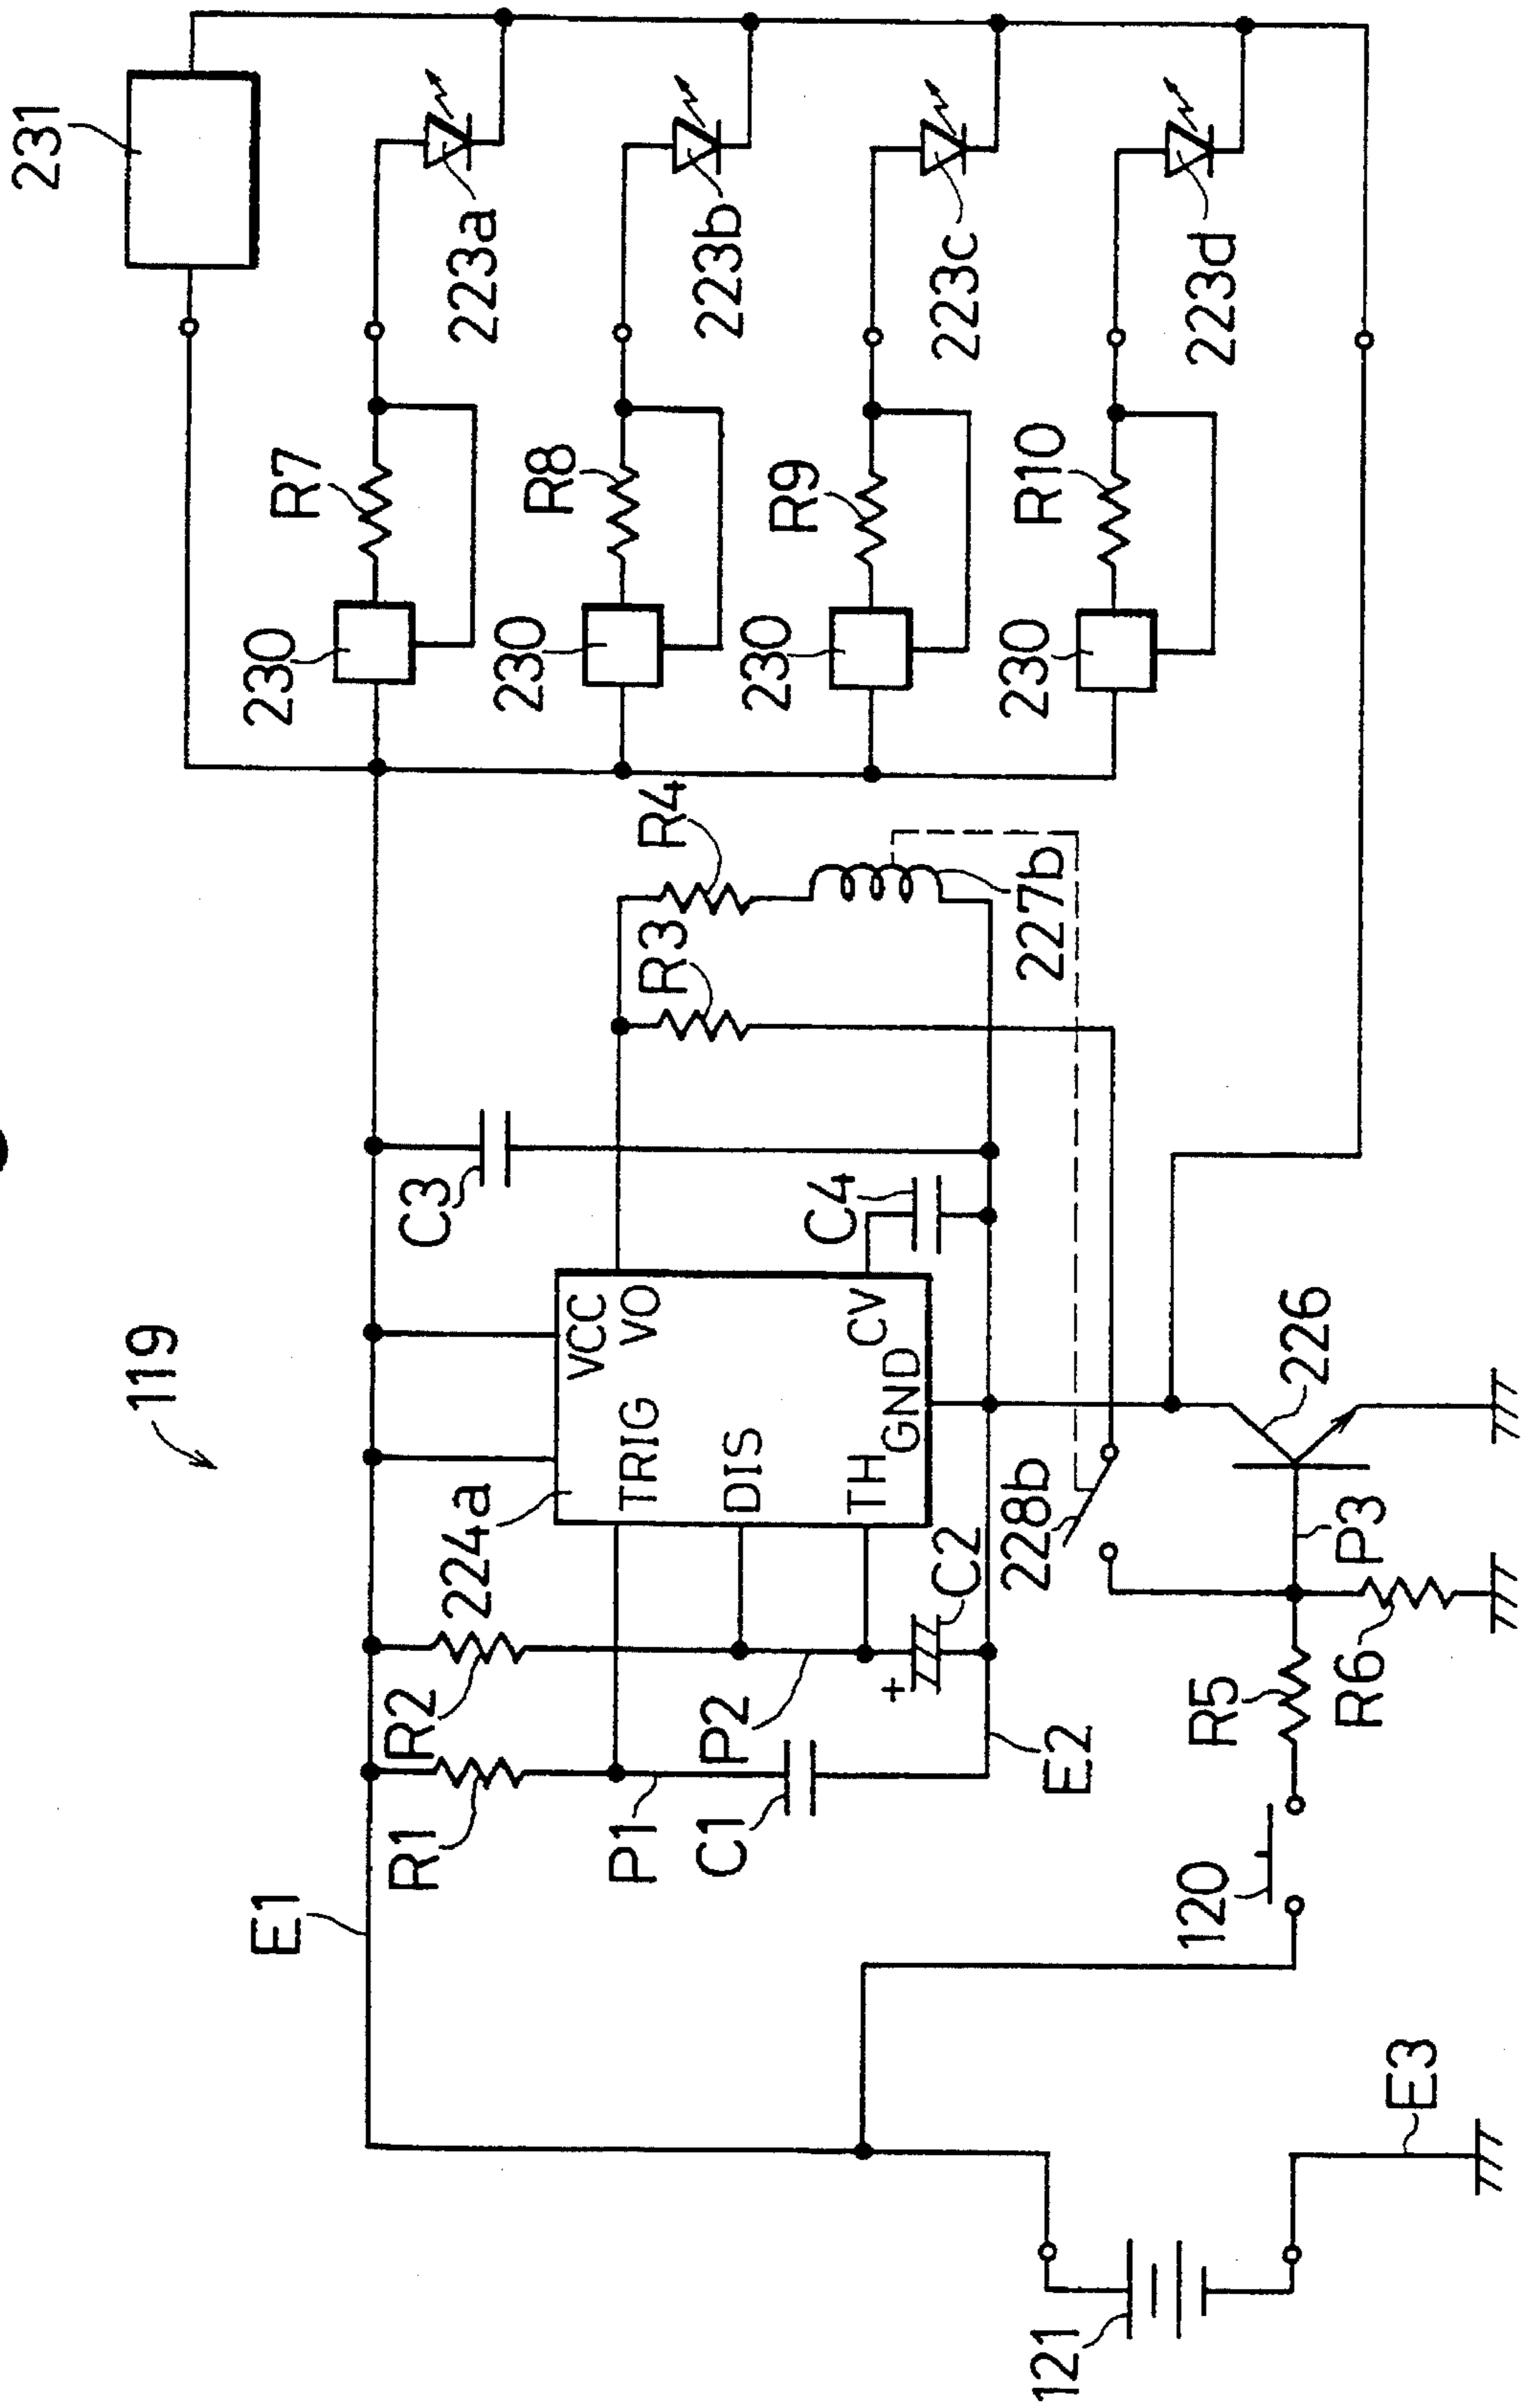 119
231
E1
R1
R2
224a
C3
R7
230
223a
R8
230
223b
R9
230
223c
R10
230
223d
R3
R4
VCC
TRIG
VO
DIS
TH
CV
GND
P1
P2
C1
C2
+
C4
E2
227b
228b
120
R5
R6
P3
226
121
E3